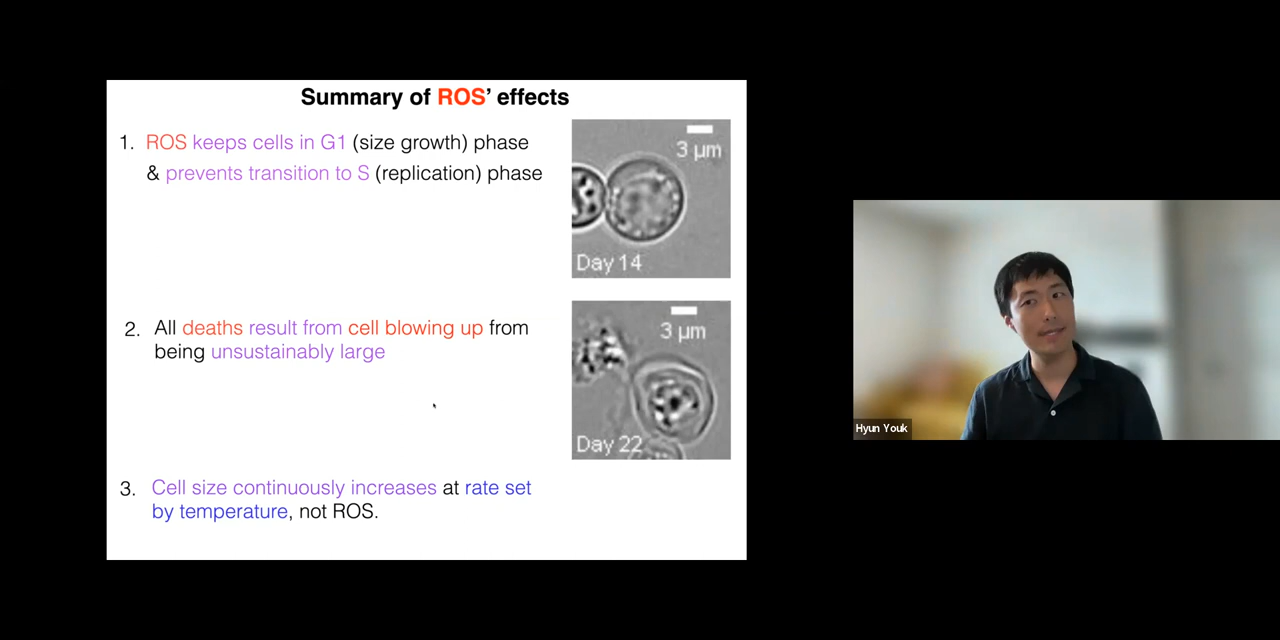 Summary of ROS' effects
1. ROS keeps cells in G1 (size growth) phase
& prevents transition to S (replication) phase
3 μm
Day 14
2. All deaths result from cell blowing up from
being unsustainably large
3 μm
Day 22
3. Cell size continuously increases at rate set
by temperature, not ROS.
Hyun Youk